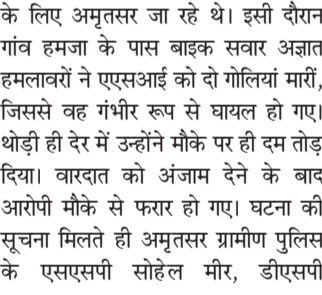 के लिए अमृतसर जा रहे थे। इसी दौरान
गांव हमजा के पास बाइक सवार अज्ञात
हमलावरों ने एएसआई को दो गोलियां मारीं,
जिससे वह गंभीर रूप से घायल हो गए।
थोड़ी ही देर में उन्होंने मौके पर ही दम तोड़
दिया। वारदात को अंजाम देने के बाद
आरोपी मौके से फरार हो गए। घटना की
सूचना मिलते ही अमृतसर ग्रामीण पुलिस
के एसएसपी सोहेल मीर, डीएसपी